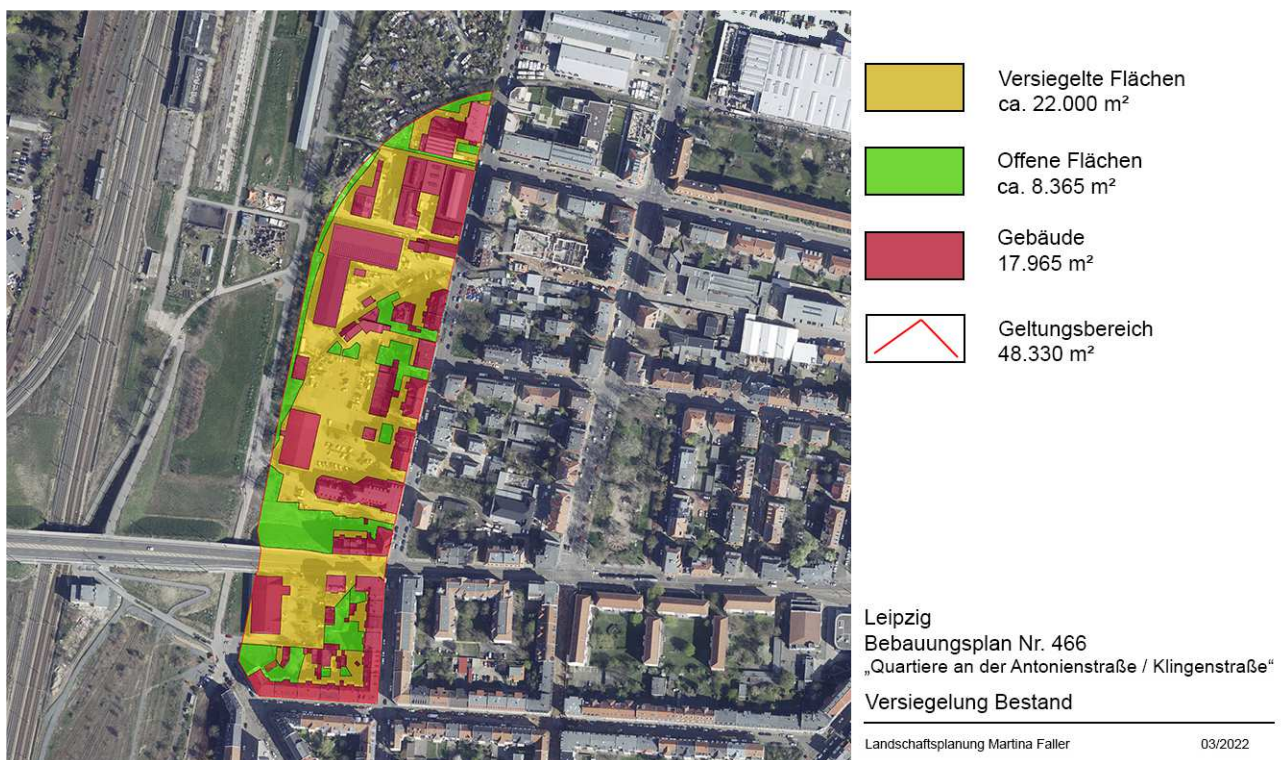 Versiegelte Flächen
ca. 22.000 m²
Offene Flächen
ca. 8.365 m²
Gebäude
17.965 m²
Geltungsbereich
48.330 m²
Leipzig
Bebauungsplan Nr. 466
„Quartiere an der Antonienstraße / Klingenstraße“
Versiegelung Bestand
Landschaftsplanung Martina Faller 03/2022